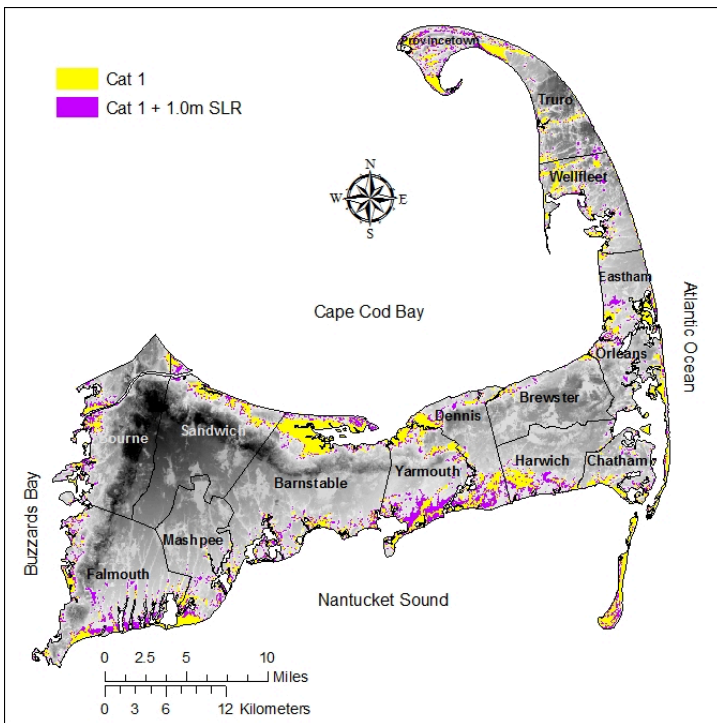 Provincetown
Cat 1
Cat 1 + 1.0m SLR
Truro
N
W E
S
Wellfleet
Eastham
Atlantic Ocean
Cape Cod Bay
Orleans
Brewster
Dennis
Bourne
Sandwich
Harwich
Chatham
Yarmouth
Barnstable
Buzzards Bay
Mashpee
Falmouth
Nantucket Sound
0 2.5 5 10
Miles
0 3 6 12 Kilometers